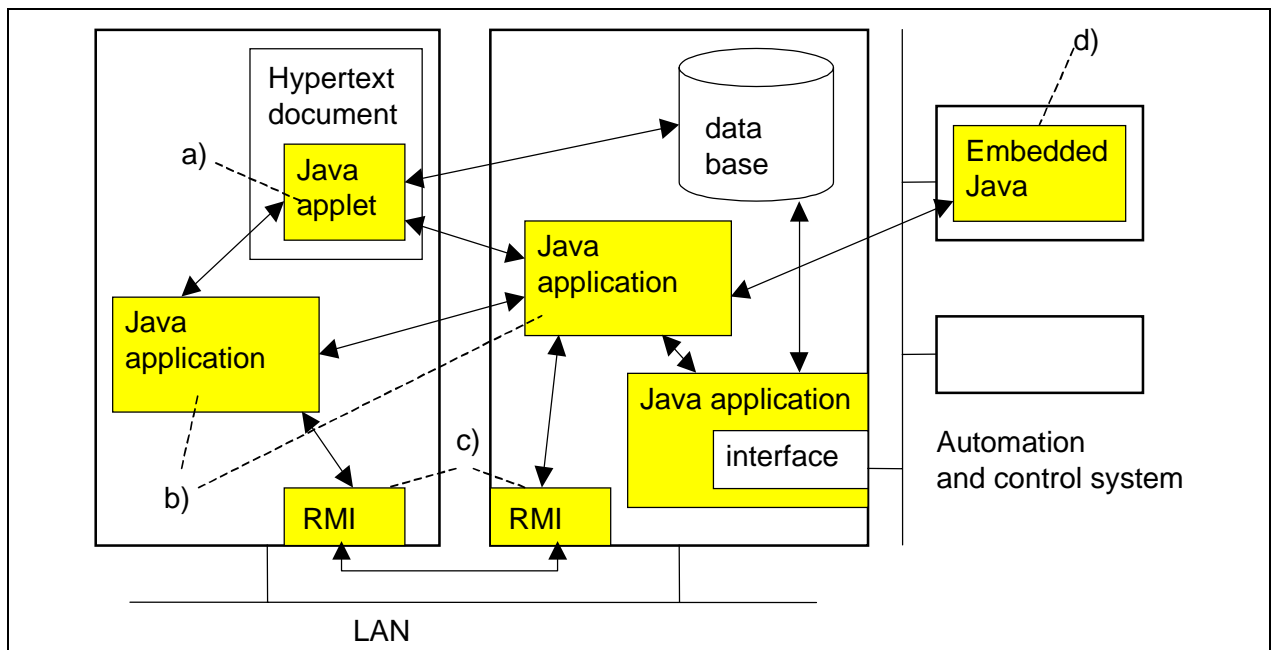 Hypertext
document
a)
Java
applet
Java
application
b)
RMI
data
base
Java
application
Java application
interface
c)
RMI
d)
Embedded
Java
Automation
and control system
LAN